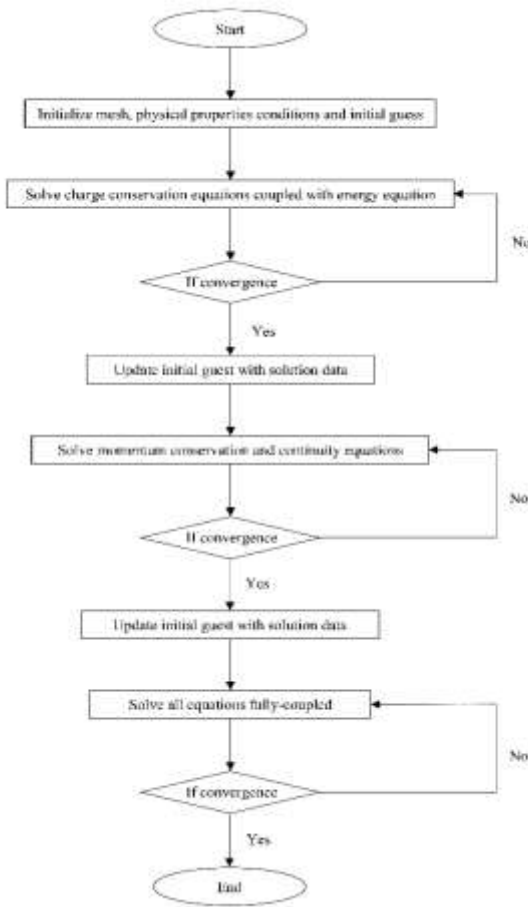 Start
Initialize mesh, physical properties conditions and initial guess
Solve charge conservation equations coupled with energy equation
No
If convergence
Yes
Update initial guest with solution data
Solve momentum conservation and continuity equations
No
If convergence
Yes
Update initial guest with solution data
Solve all equations fully-coupled
No
If convergence
Yes
End